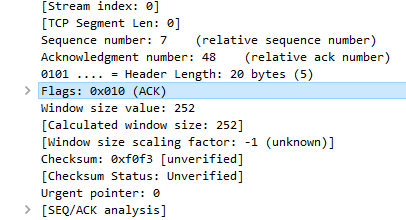 [Stream index: 0]
[TCP Segment Len: 0]
Sequence number: 7    (relative sequence number)
Acknowledgment number: 48    (relative ack number)
0101 .... = Header Length: 20 bytes (5)
Flags: 0x010 (ACK)
Window size value: 252
[Calculated window size: 252]
[Window size scaling factor: -1 (unknown)]
Checksum: 0xf0f3 [unverified]
[Checksum Status: Unverified]
Urgent pointer: 0
[SEQ/ACK analysis]